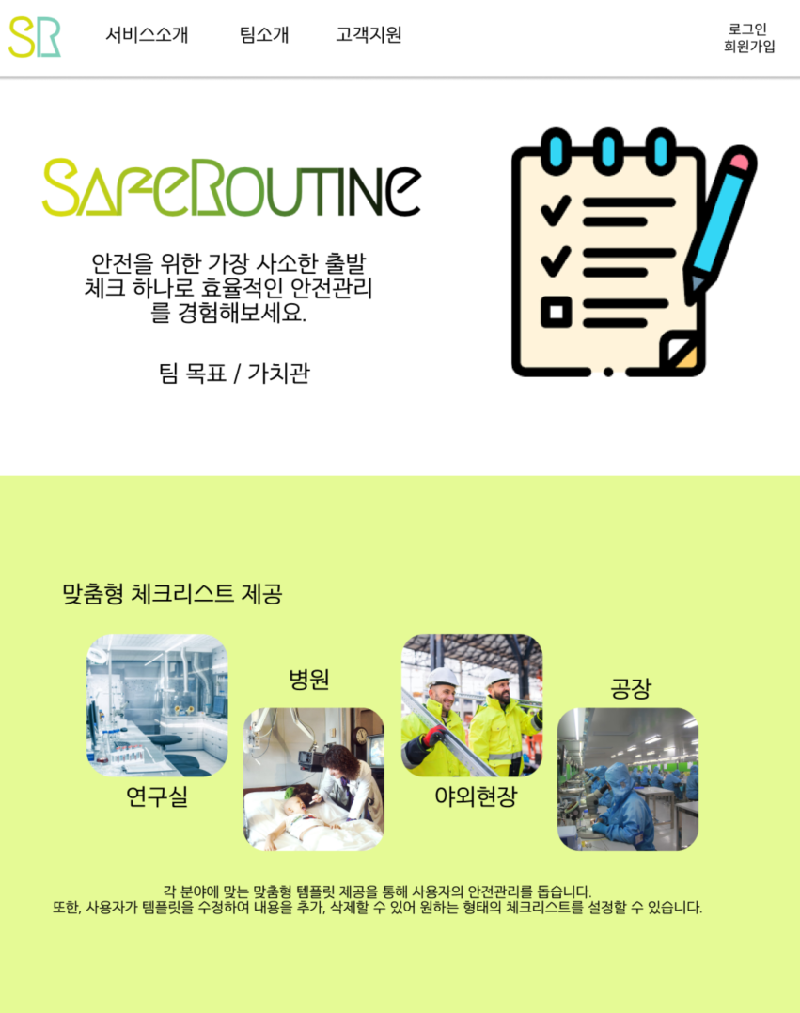 SR
서비스소개
팀소개
고객지원
로그인
회원가입
SAFEROUTINE
안전을 위한 가장 사소한 출발
체크 하나로 효율적인 안전관리
를 경험해보세요.
팀 목표 / 가치관
맞춤형 체크리스트 제공
연구실
병원
야외현장
공장
각 분야에 맞는 맞춤형 템플릿 제공을 통해 사용자의 안전관리를 돕습니다.
또한, 사용자가 템플릿을 수정하여 내용을 추가, 삭제할 수 있어 원하는 형태의 체크리스트를 설정할 수 있습니다.